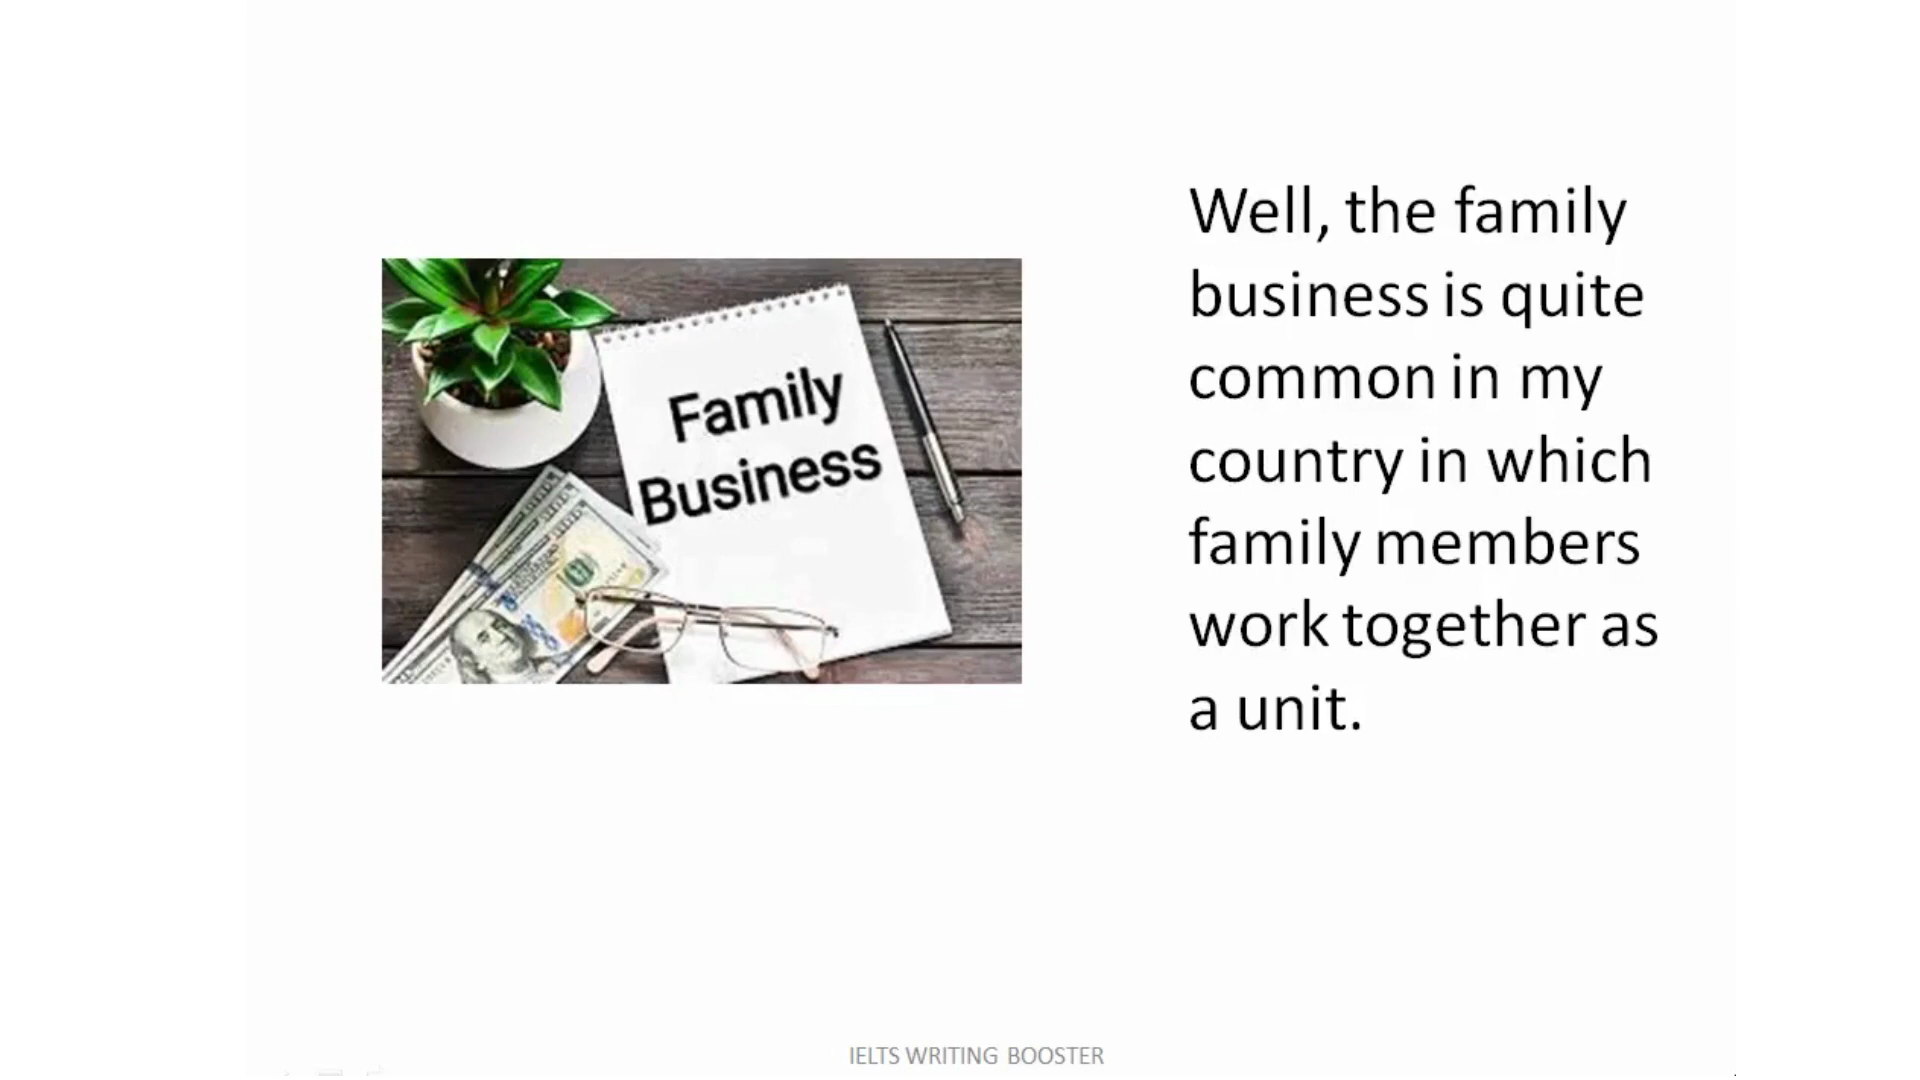 Family
Business
Well, the family
business is quite
common in my
country in which
family members
work together as
a unit.
IELTS WRITING BOOSTER